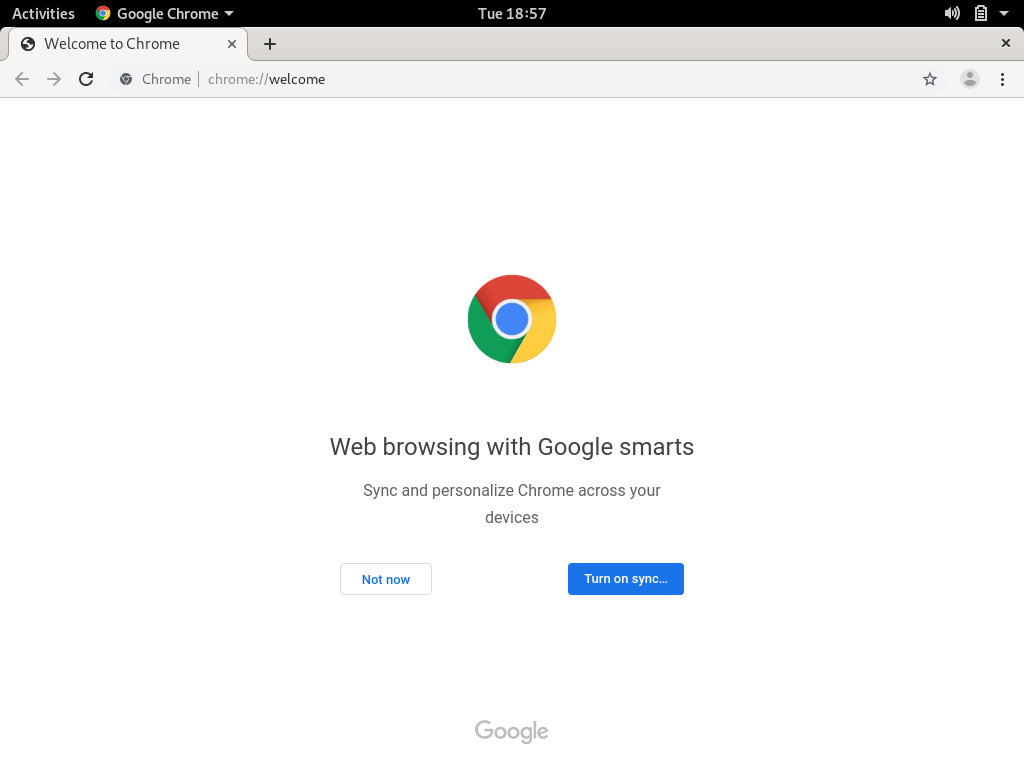 Activities Google Chrome Tue 18:57
Welcome to Chrome
Chrome chrome://welcome
Web browsing with Google smarts
Sync and personalize Chrome across your
devices
Not now Turn on sync...
Google